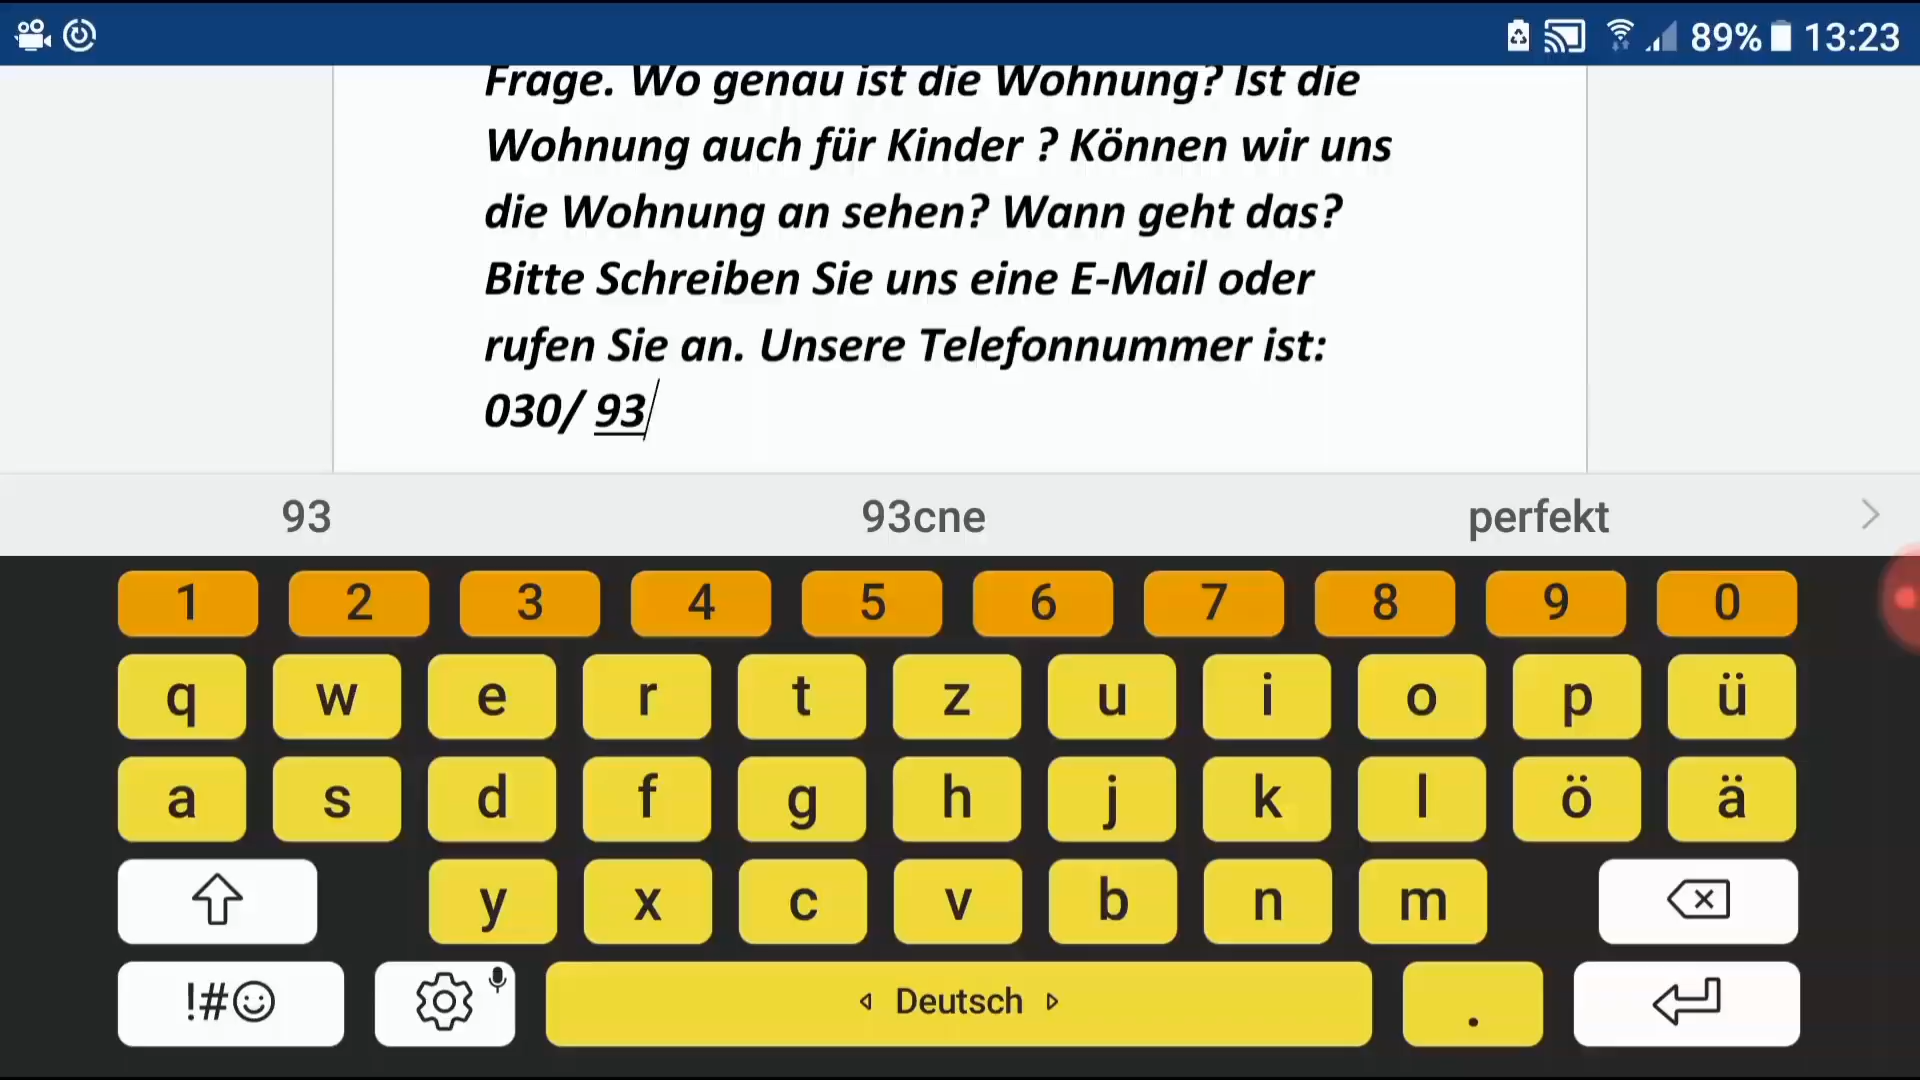 89% 13:23
Frage. Wo genau ist die Wohnung? Ist die
Wohnung auch für Kinder ? Können wir uns
die Wohnung an sehen? Wann geht das?
Bitte Schreiben Sie uns eine E-Mail oder
rufen Sie an. Unsere Telefonnummer ist:
030/ 93
93 93cne perfekt
1 2 3 4 5 6 7 8 9 0
q w e r t z u i o p ü
a s d f g h j k l ö ä
y x c v b n m
!#☺ Deutsch .